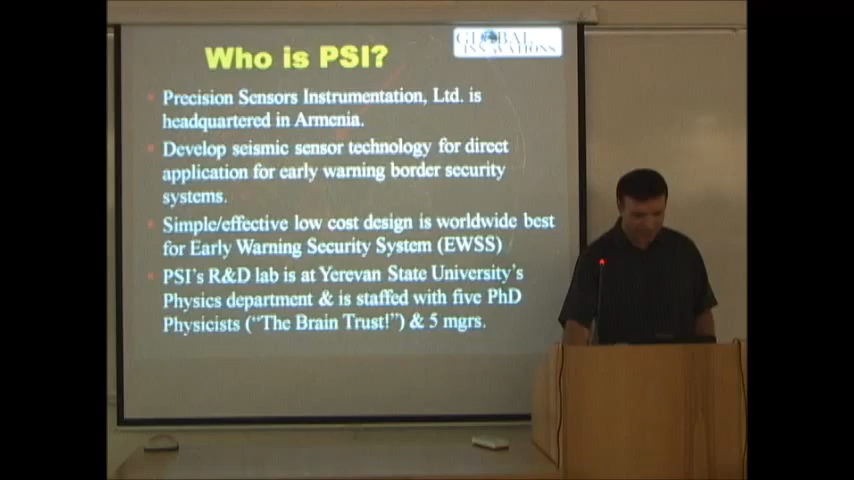 Who is PSI?
GLOBAL
INNOVATIONS
Precision Sensors Instrumentation, Ltd. is
headquartered in Armenia.
Develop seismic sensor technology for direct
application for early warning border security
systems.
Simple/effective low cost design is worldwide best
for Early Warning Security System (EWSS)
PSI's R&D lab is at Yerevan State University's
Physics department & is staffed with five PhD
Physicists ("The Brain Trust!") & 5 mgrs.